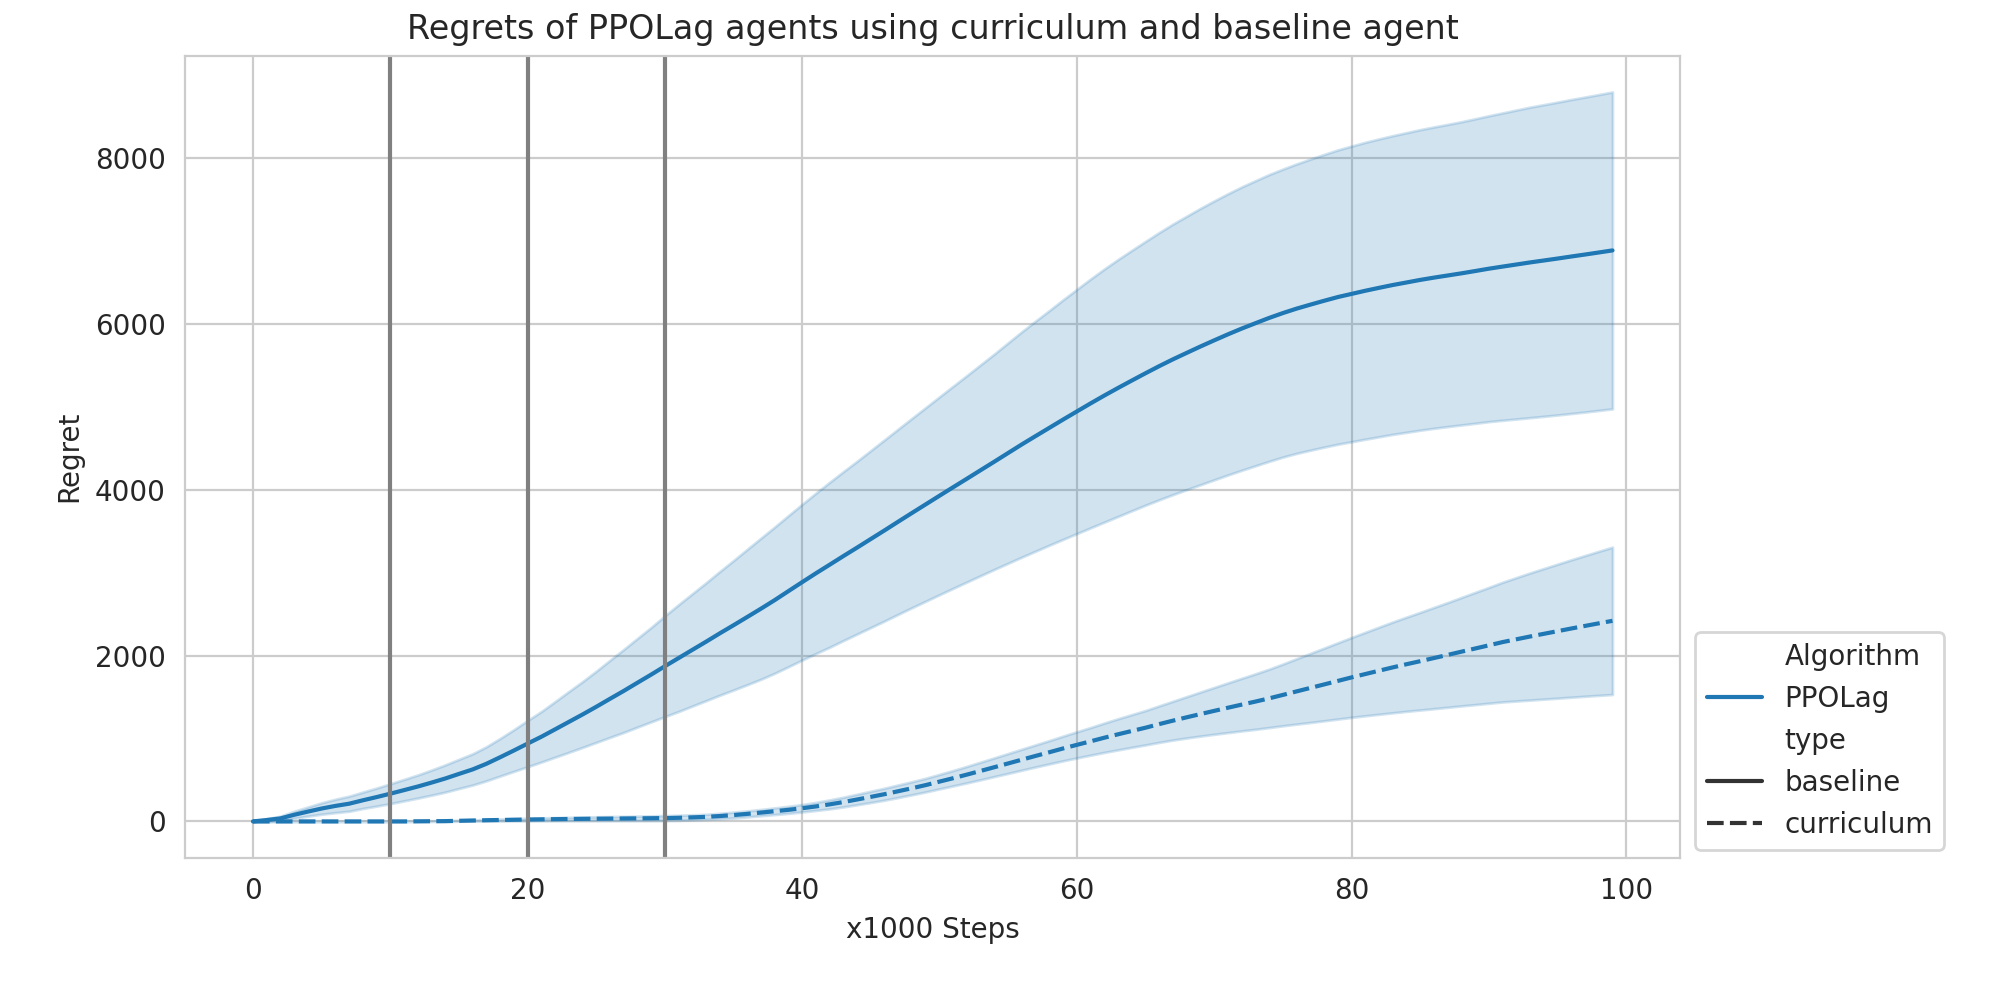 Regrets of PPOLag agents using curriculum and baseline agent
8000
6000
4000
2000
0
Regret
0 20 40 60 80 100
x1000 Steps
Algorithm
PPOLag
type
baseline
curriculum